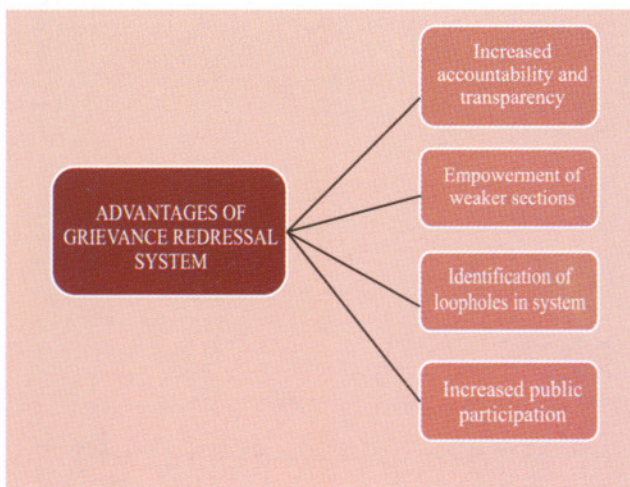 ADVANTAGES OF
GRIEVANCE REDRESSAL
SYSTEM
Increased
accountability and
transparency
Empowerment of
weaker sections
Identification of
loopholes in system
Increased public
participation